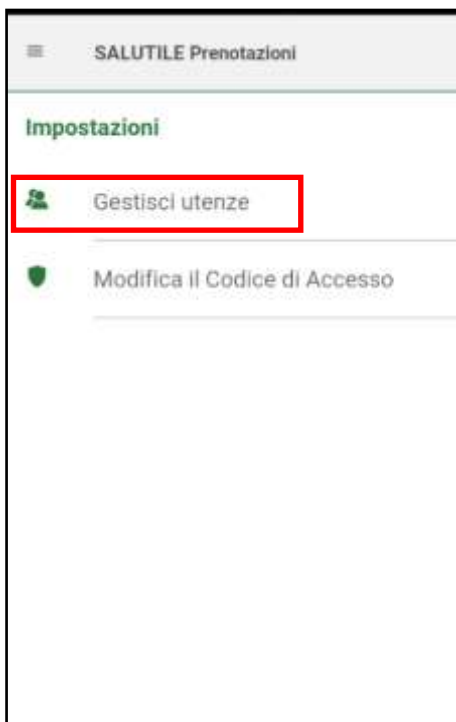 SALUTILE Prenotazioni
Impostazioni
Gestisci utenze
Modifica il Codice di Accesso